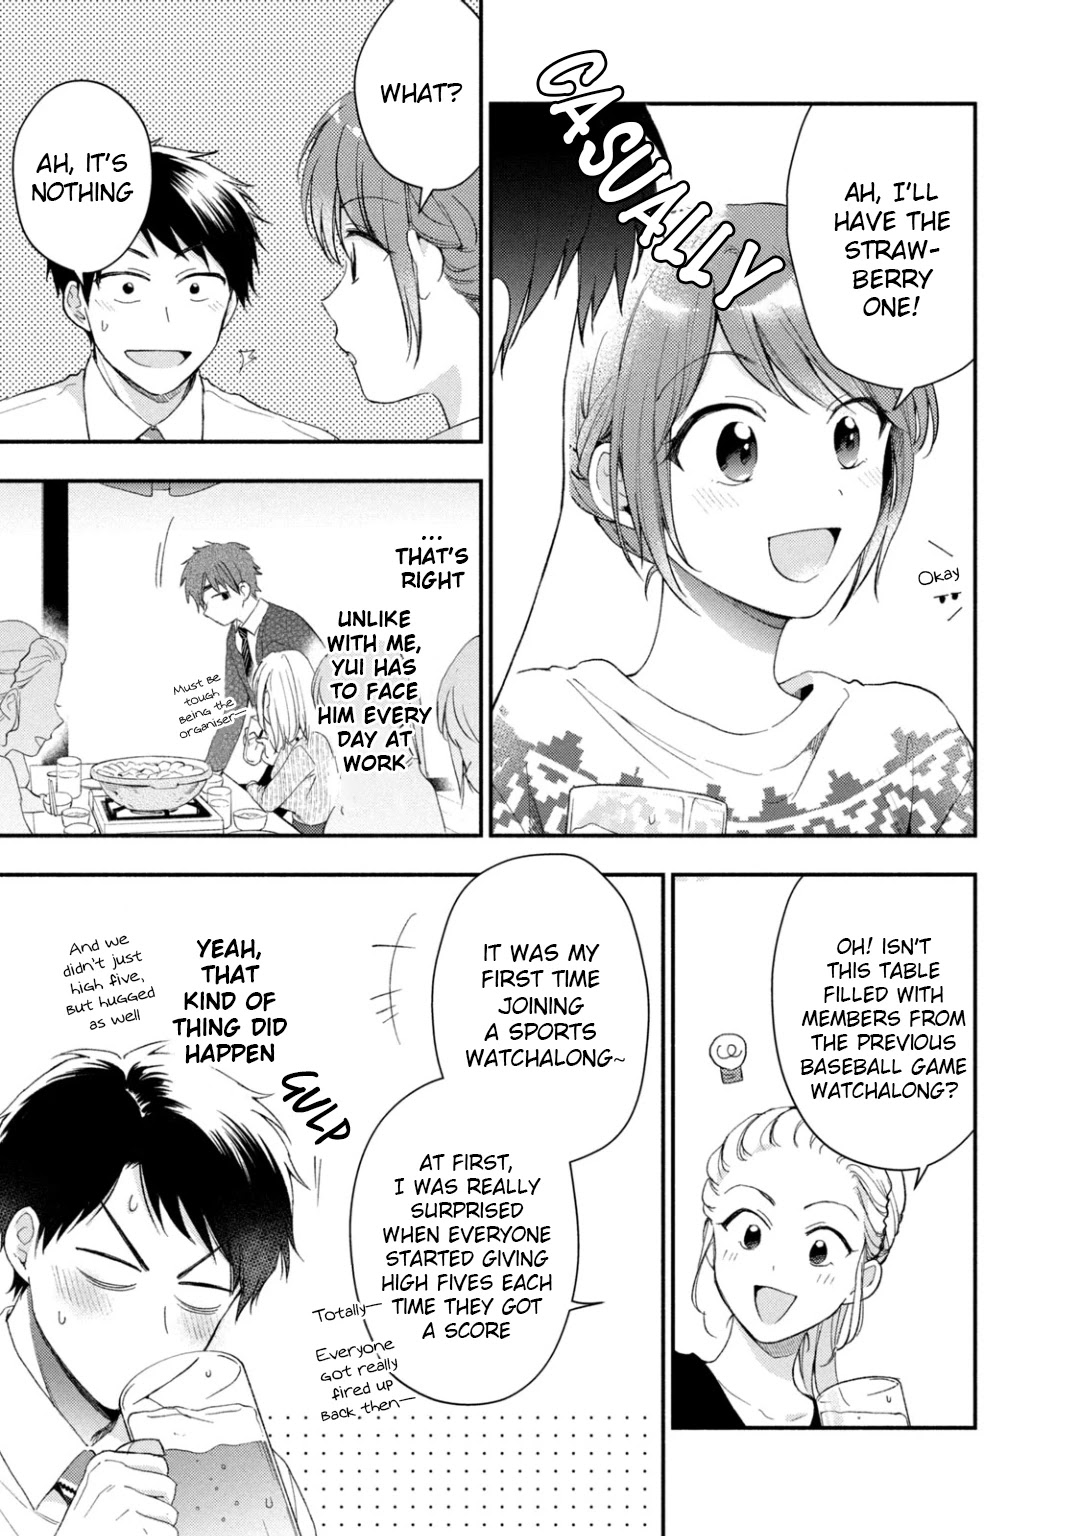 AH, I'LL
HAVE THE
STRAW-
BERRY
ONE!
CASUALLY
Okay
WHAT?
AH, IT'S
NOTHING
...
THAT'S
RIGHT
UNLIKE
WITH ME,
YUI HAS
TO FACE
HIM EVERY
DAY AT
WORK
Must be
tough
being the
organiser—
OH! ISN'T
THIS TABLE
FILLED WITH
MEMBERS FROM
THE PREVIOUS
BASEBALL GAME
WATCHALONG?
IT WAS MY
FIRST TIME
JOINING
A SPORTS
WATCHALONG~
AT FIRST,
I WAS REALLY
SURPRISED
WHEN EVERYONE
STARTED GIVING
HIGH FIVES EACH
TIME THEY GOT
A SCORE
Totally—
Everyone
got really
fired up
back then—
YEAH,
THAT
KIND OF
THING DID
HAPPEN
And we
didn't just
high five,
but hugged
as well
GULP